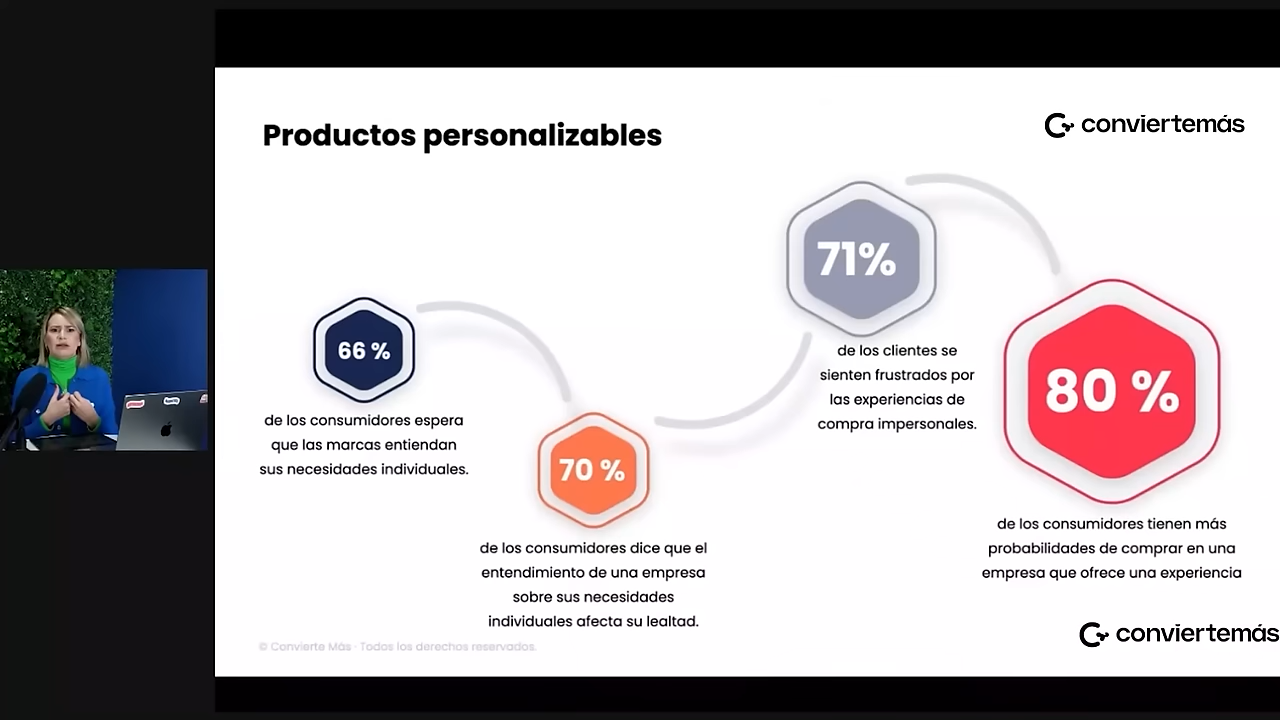 Productos personalizables
conviertemás
66 %
de los consumidores espera
que las marcas entiendan
sus necesidades individuales.
70 %
de los consumidores dice que el
entendimiento de una empresa
sobre sus necesidades
individuales afecta su lealtad.
71%
de los clientes se
sienten frustrados por
las experiencias de
compra impersonales.
80 %
de los consumidores tienen más
probabilidades de comprar en una
empresa que ofrece una experiencia
© Convierte Más · Todos los derechos reservados.
conviertemás